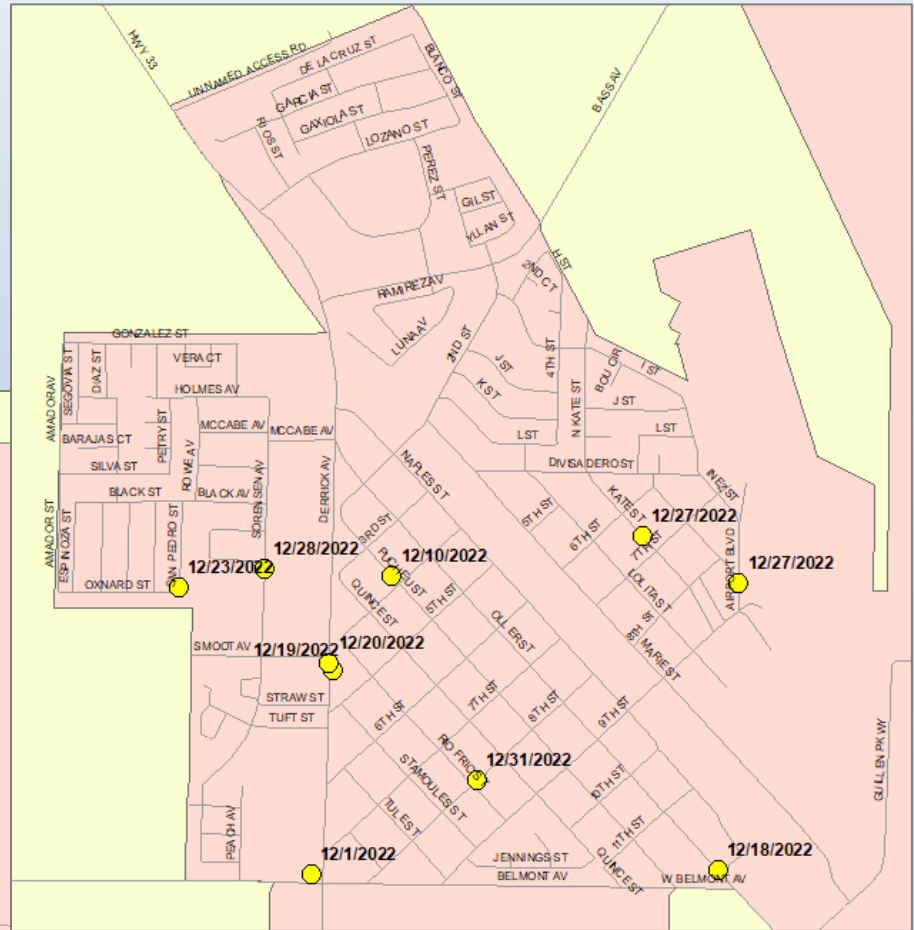 HWY 33
UNNAMED ACCESS RD
DE LA CRUZ ST
BLANCO ST
BASS AV
GARCIA ST
GAXIOLA ST
RIOS ST
LOZANO ST
PEREZ ST
GIL ST
YLLAN ST
H ST
2ND CT
RAMIREZ AV
LUNA AV
2ND ST
GONZALEZ ST
VERA CT
HOLMES AV
SEGOVIA ST
DIAZ ST
AMADOR AV
J ST
K ST
4TH ST
N KATE ST
BOU CIR
I ST
J ST
L ST
L ST
MCCABE AV
MCCABE AV
PETRY ST
ROWE AV
BARAJAS CT
SILVA ST
BLACK ST
BLACK AV
SORENSEN AV
DERRICK AV
NAPLES ST
DIVISADERO ST
INEZ ST
KATE ST
12/27/2022
5TH ST
6TH ST
7TH ST
AMADOR ST
ESPINOZA ST
SAN PEDRO ST
3RD ST
12/28/2022
12/23/2022
12/10/2022
12/27/2022
OXNARD ST
QUINCE ST
5TH ST
LOLITA ST
AIRPORT BLVD
OLLER ST
8TH ST
MARIE ST
SMOOT AV
12/19/2022
12/20/2022
STRAW ST
TUFT ST
6TH ST
7TH ST
8TH ST
9TH ST
GUILLEN PKWY
RIO FRIO ST
12/31/2022
STAMOULES ST
10TH ST
TULE ST
11TH ST
PEACH AV
12/1/2022
JENNINGS ST
BELMONT AV
QUINCE ST
12/18/2022
W BELMONT AV